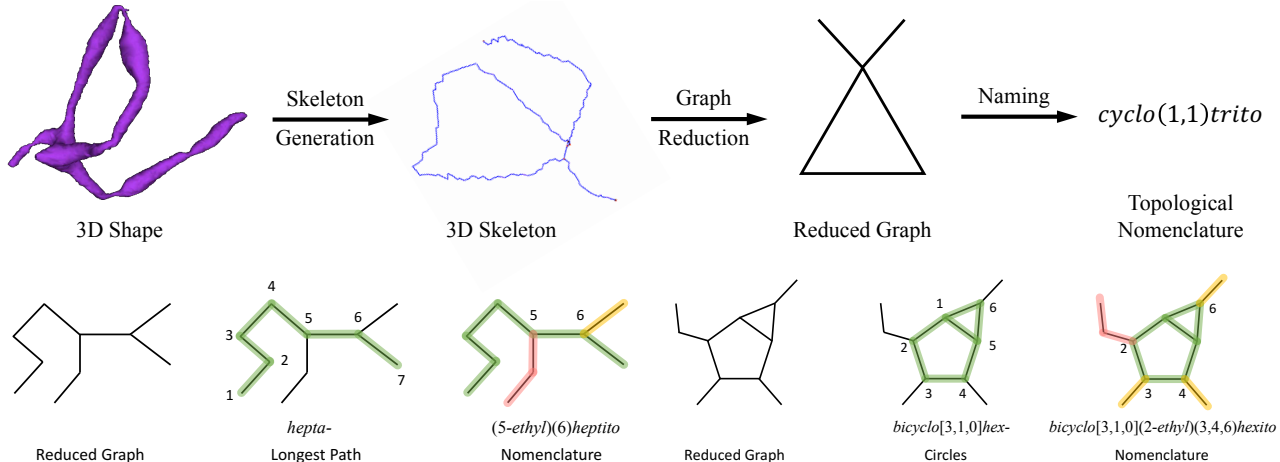 Skeleton
Generation
Graph
Reduction
Naming
cyclo(1,1)trito
3D Shape
3D Skeleton
Reduced Graph
Topological
Nomenclature
4
3
2
1
5
6
7
5
6
1
6
2
5
3
4
6
2
3
4
hepta-
(5-ethyl)(6)heptito
bicyclo[3,1,0]hex-
bicyclo[3,1,0](2-ethyl)(3,4,6)hexito
Reduced Graph
Longest Path
Nomenclature
Reduced Graph
Circles
Nomenclature